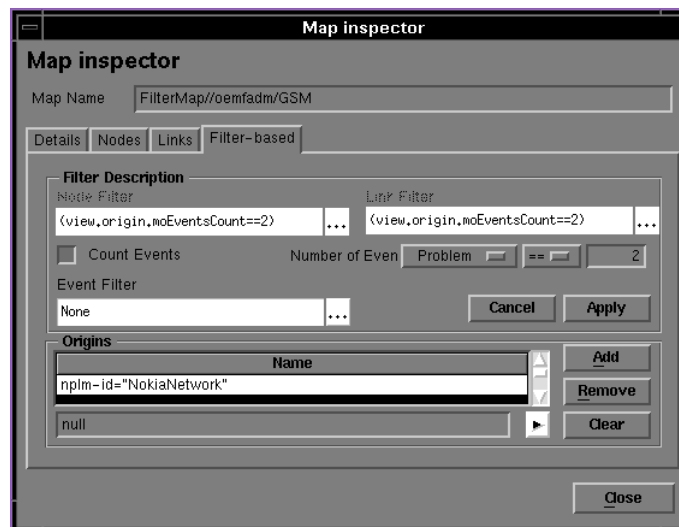 Map inspector
Map inspector
Map Name FilterMap//oemfadm/GSM
Details Nodes Links Filter-based
Filter Description
Node Filter Link Filter
(view.origin.moEventsCount==2) ... (view.origin.moEventsCount==2) ...
Count Events Number of Even Problem == 2
Event Filter
None ... Cancel Apply
Origins
Name Add
nplm-id="NokiaNetwork"
Remove
null Clear
Close